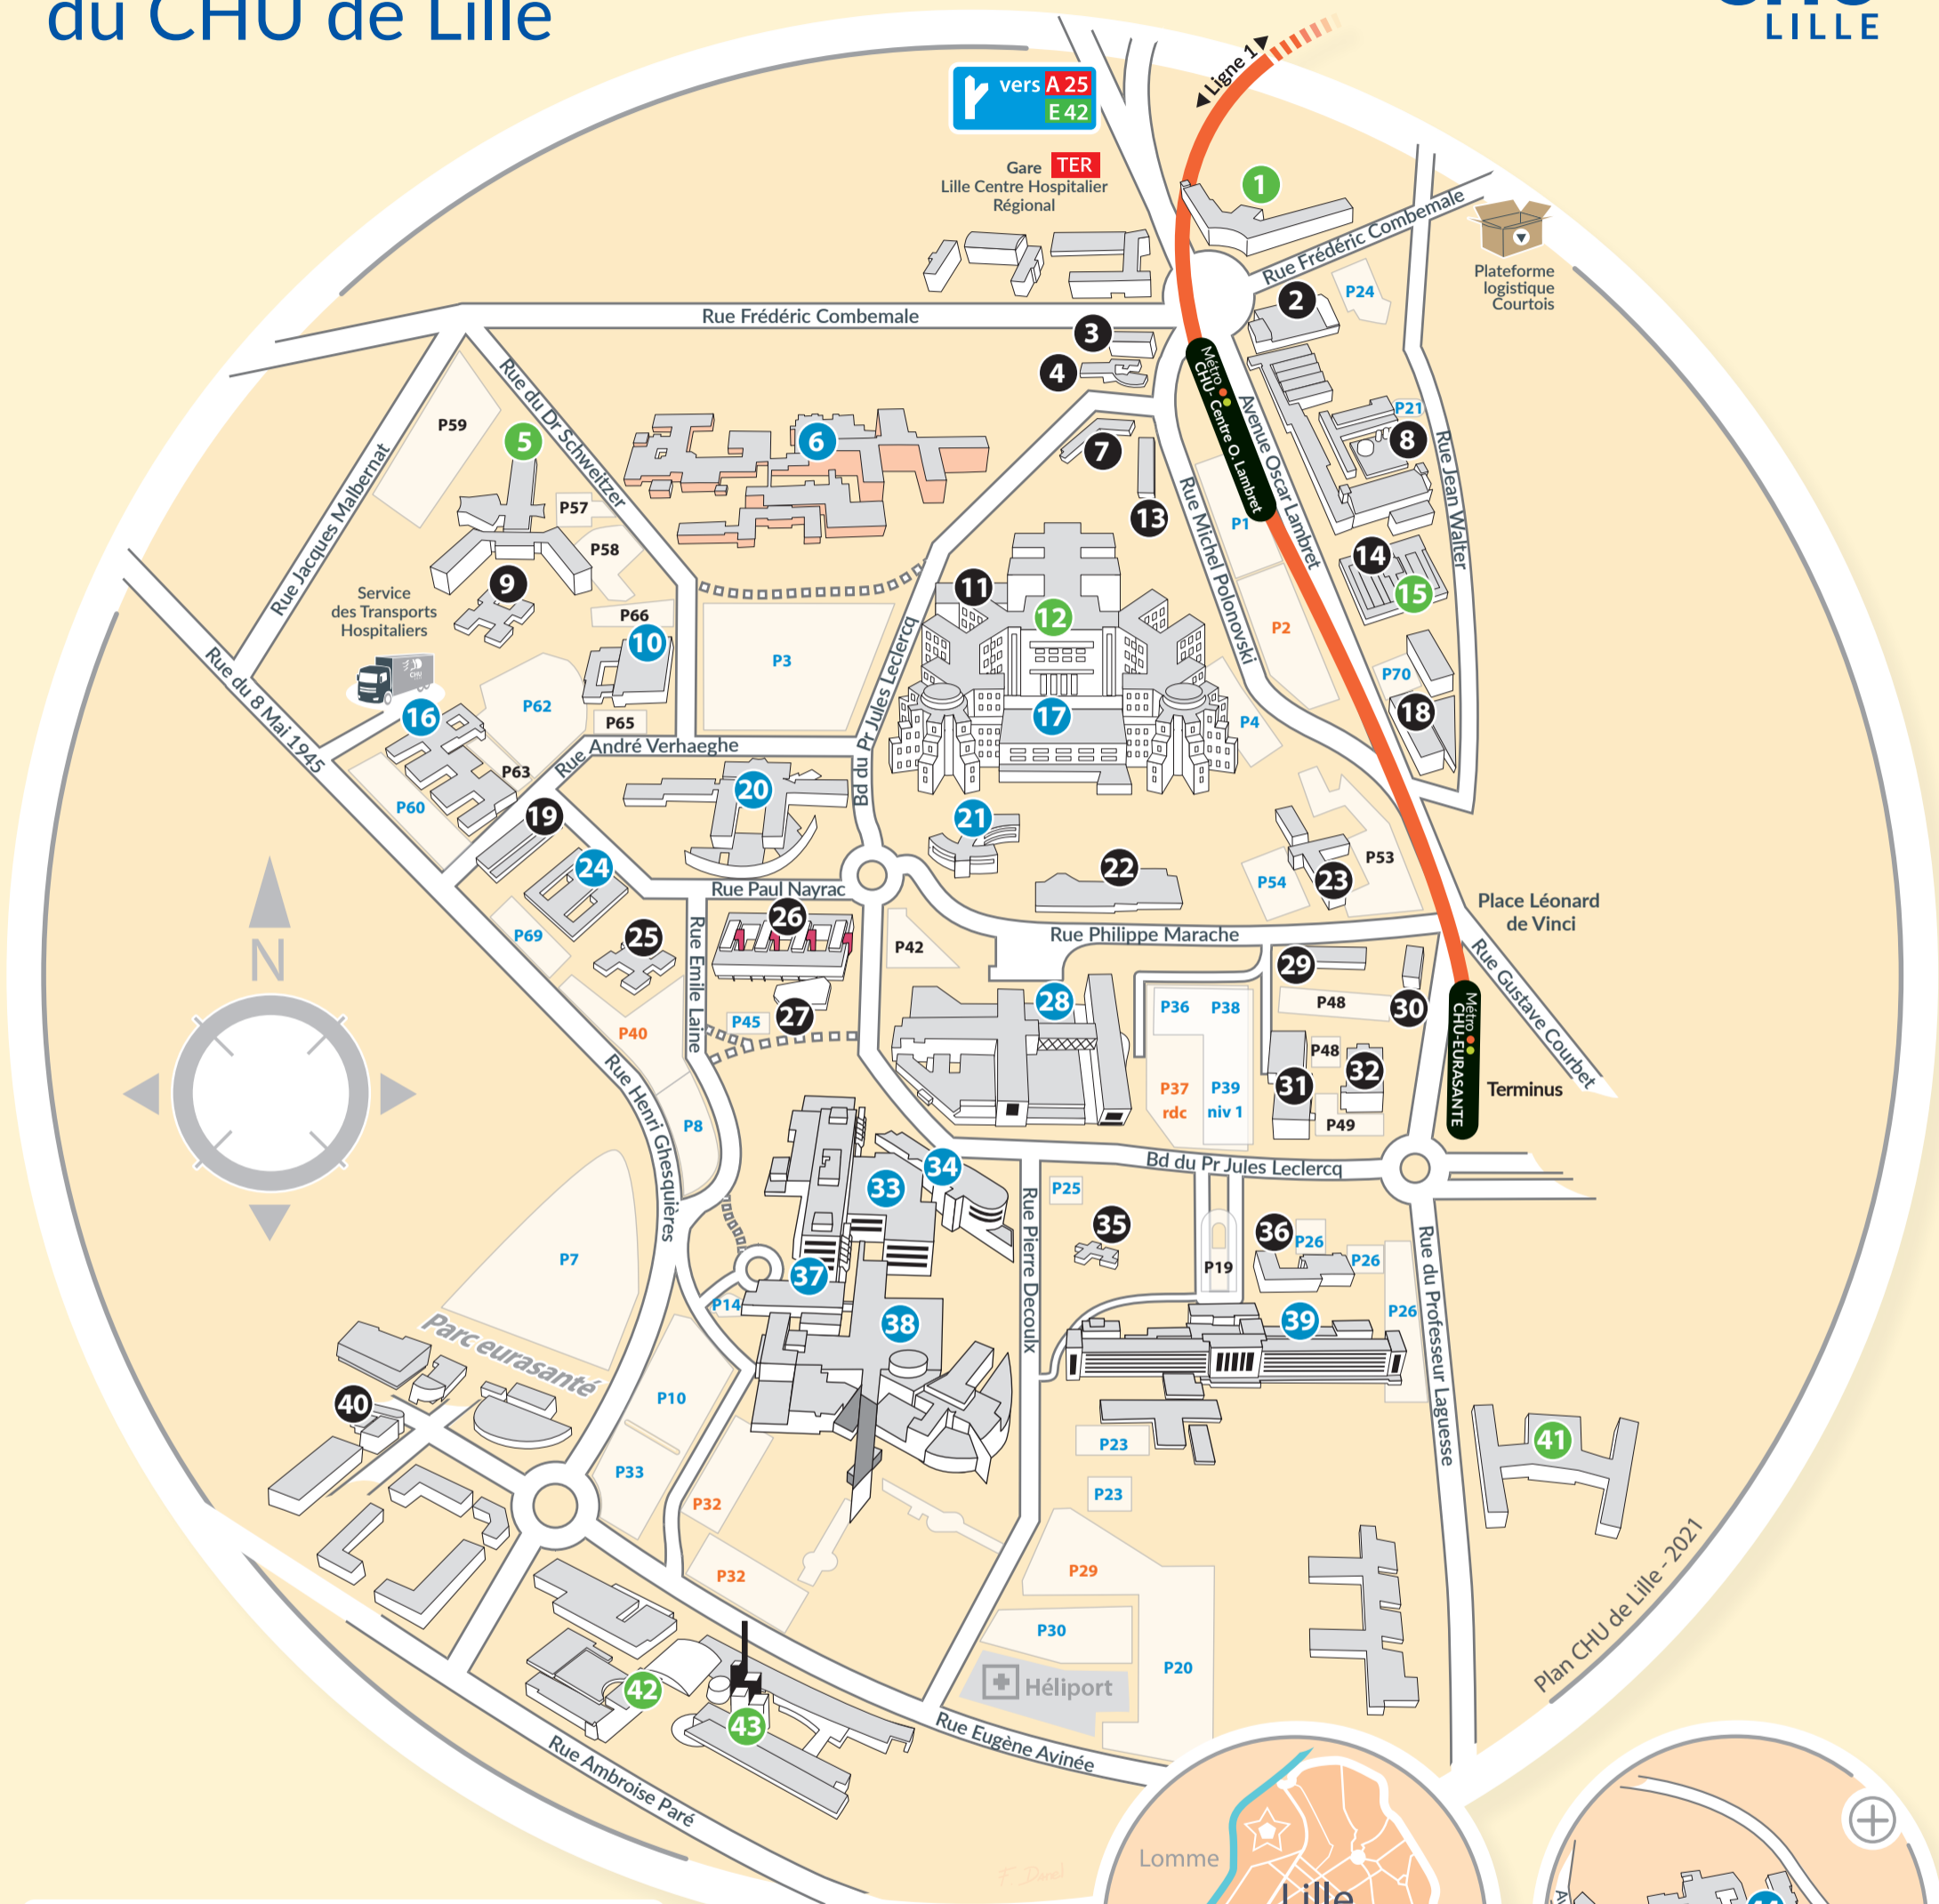 du CHU de Lille
LILLE
◄ Ligne 1 ►
vers A 25
E 42
Gare TER
Lille Centre Hospitalier
Régional
1
Rue Frédéric Combemale
Plateforme
logistique
Courtois
P24
2
Rue Frédéric Combemale
3
4
Métro
CHU- Centre O. Lambret
Avenue Oscar Lambret
P21
8
Rue Jean Walter
P59
5
Rue du Dr Schweitzer
6
7
13
Rue Michel Polonovski
P1
P57
P58
Rue Jacques Malbernat
9
Service
des Transports
Hospitaliers
P66
10
P3
11
12
14
15
P2
P70
18
Rue du 8 Mai 1945
16
P62
P65
Bd du Pr Jules Leclercq
17
P4
Rue André Verhaeghe
P63
P60
19
20
21
22
P53
P54
23
24
Rue Paul Nayrac
Place Léonard
de Vinci
26
P69
25
Rue Emile Laine
P42
Rue Philippe Marache
Rue Gustave Courbet
N
29
P48
30
28
P36
P38
27
P45
P40
Métro
CHU-EURASANTE
Terminus
P48
32
31
P37
rdc
P39
niv 1
P49
Rue Henri Ghesquières
P8
34
33
Bd du Pr Jules Leclercq
P25
35
36
P26
P26
P26
P19
Rue Pierre Decoulx
P7
37
P14
38
39
Rue du Professeur Laguesse
Parc eurasanté
40
P10
P33
P32
P32
P23
P23
41
P29
P30
P20
Héliport
Plan CHU de Lille - 2021
42
43
Rue Eugène Avinée
Rue Ambroise Paré
F. Danel
Lomme
Lille
44